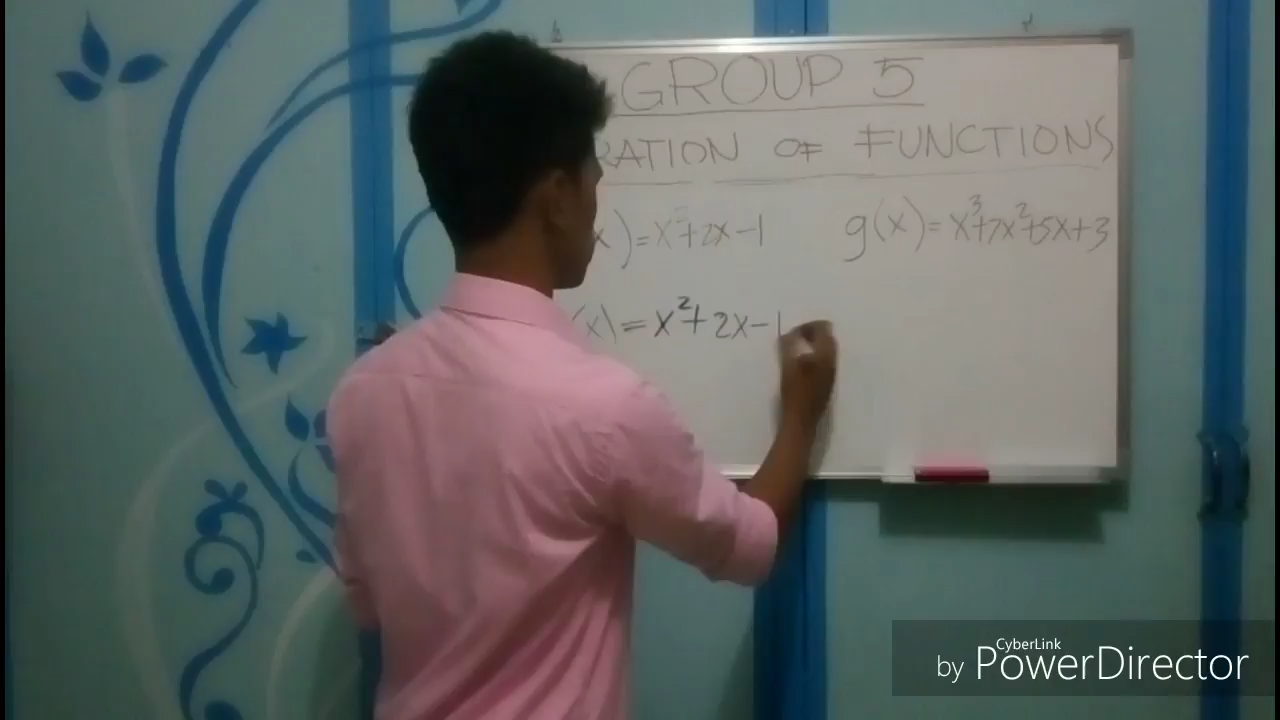 GROUP 5
RATION OF FUNCTIONS
x)=x²+2x-1 g(x)=x³+7x²+5x+3
(x)=x²+2x-1
CyberLink
by PowerDirector